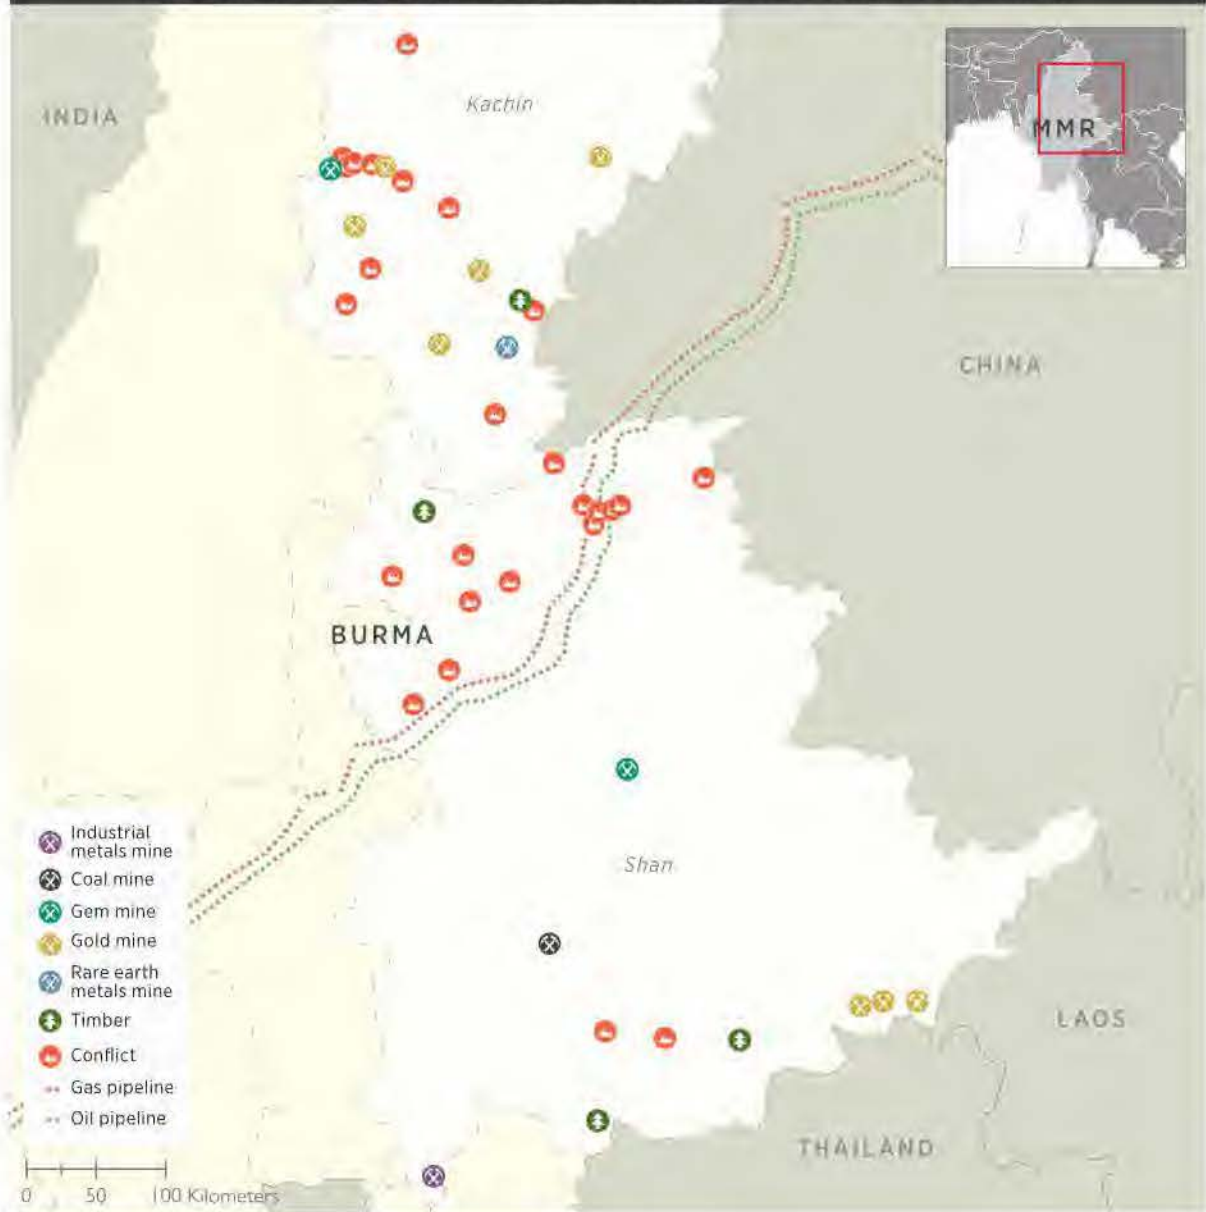 INDIA
Kachin
MMR
CHINA
BURMA
Shan
LAOS
THAILAND
Industrial
metals mine
Coal mine
Gem mine
Gold mine
Rare earth
metals mine
Timber
Conflict
Gas pipeline
Oil pipeline
0 50 100 Kilometers